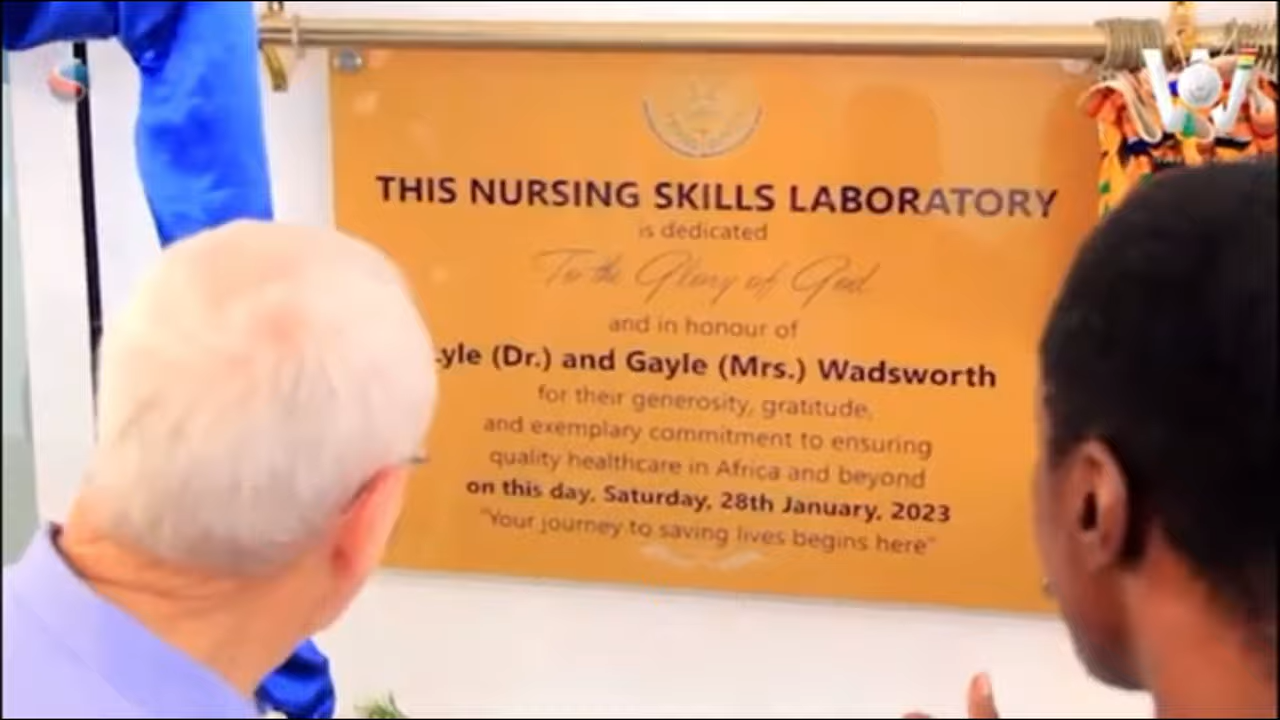 THIS NURSING SKILLS LABORATORY
is dedicated
To the Glory of God
and in honour of
yle (Dr.) and Gayle (Mrs.) Wadsworth
for their generosity, gratitude,
and exemplary commitment to ensuring
quality healthcare in Africa and beyond
on this day, Saturday, 28th January, 2023
"Your journey to saving lives begins here"